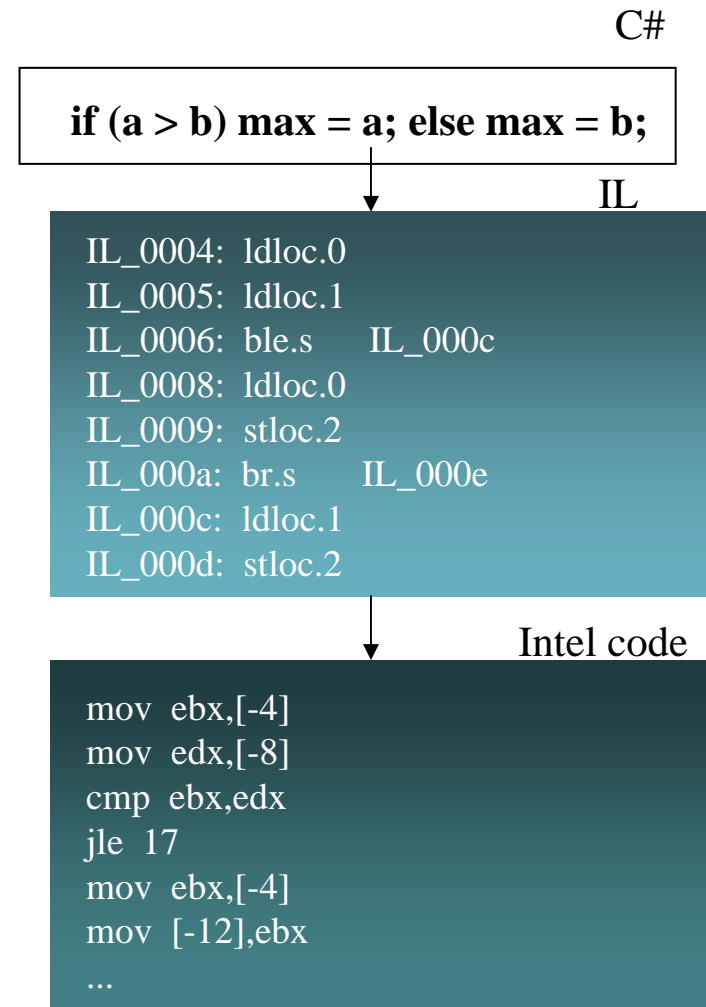 C#
if (a > b) max = a; else max = b;
IL
IL_0004: ldloc.0
IL_0005: ldloc.1
IL_0006: ble.s IL_000c
IL_0008: ldloc.0
IL_0009: stloc.2
IL_000a: br.s IL_000e
IL_000c: ldloc.1
IL_000d: stloc.2
Intel code
mov ebx,[-4]
mov edx,[-8]
cmp ebx,edx
jle 17
mov ebx,[-4]
mov [-12],ebx
...